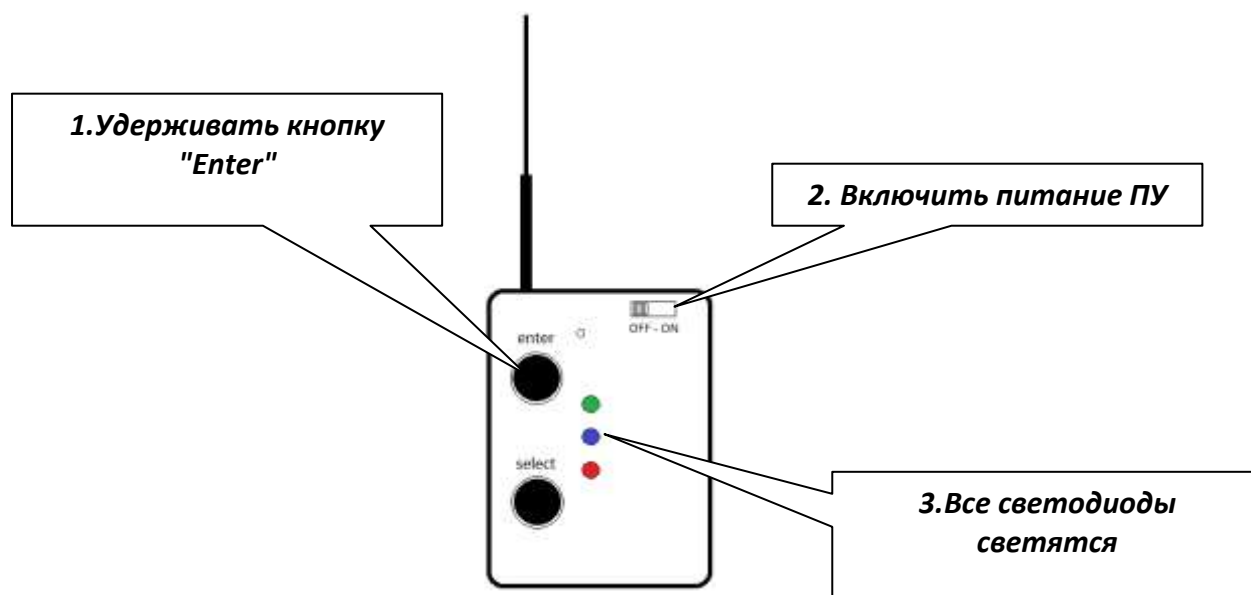 1.Удерживать кнопку
"Enter"
2. Включить питание ПУ
OFF - ON
enter
select
3.Все светодиоды
светятся